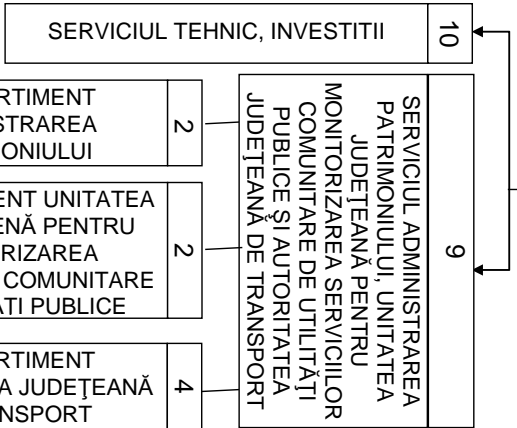 SERVICIUL TEHNIC, INVESTITII
10
SERVICIUL ADMINISTRAREA
PATRIMONIULUI, UNITATEA
JUDEŢEANĂ PENTRU
MONITORIZAREA SERVICIILOR
COMUNITARE DE UTILITĂŢI
PUBLICE ŞI AUTORITATEA
JUDEŢEANĂ DE TRANSPORT
9
RTIMENT
STRAREA
ONIULUI
2
ENT UNITATEA
ENĂ PENTRU
RIZAREA
COMUNITARE
ATI PUBLICE
2
RTIMENT
A JUDEŢEANĂ
NSPORT
4